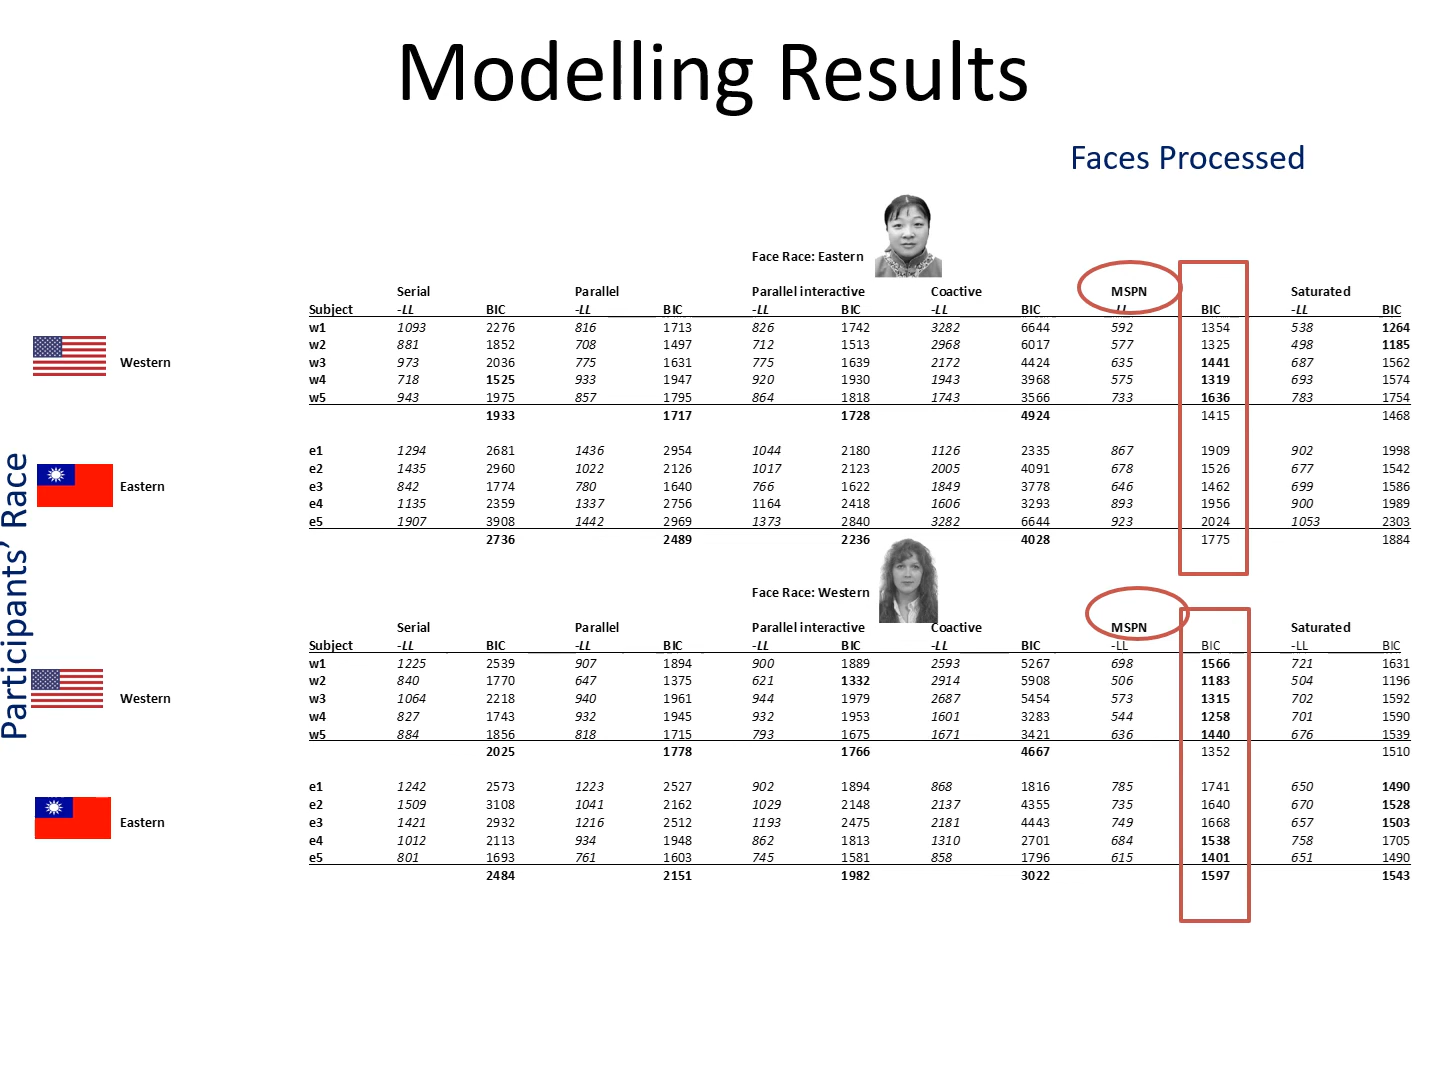 Modelling Results
Faces Processed
Participants' Race
Face Race: Eastern
Serial Parallel Parallel interactive Coactive MSPN Saturated
Subject -LL BIC -LL BIC -LL BIC -LL BIC -LL BIC -LL BIC
w1 1093 2276 816 1713 826 1742 3282 6644 592 1354 538 1264
w2 881 1852 708 1497 712 1513 2968 6017 577 1325 498 1185
Western w3 973 2036 775 1631 775 1639 2172 4424 635 1441 687 1562
w4 718 1525 933 1947 920 1930 1943 3968 575 1319 693 1574
w5 943 1975 857 1795 864 1818 1743 3566 733 1636 783 1754
1933 1717 1728 4924 1415 1468
e1 1294 2681 1436 2954 1044 2180 1126 2335 867 1909 902 1998
e2 1435 2960 1022 2126 1017 2123 2005 4091 678 1526 677 1542
Eastern e3 842 1774 780 1640 766 1622 1849 3778 646 1462 699 1586
e4 1135 2359 1337 2756 1164 2418 1606 3293 893 1956 900 1989
e5 1907 3908 1442 2969 1373 2840 3282 6644 923 2024 1053 2303
2736 2489 2236 4028 1775 1884
Face Race: Western
Serial Parallel Parallel interactive Coactive MSPN Saturated
Subject -LL BIC -LL BIC -LL BIC -LL BIC -LL BIC -LL BIC
w1 1225 2539 907 1894 900 1889 2593 5267 698 1566 721 1631
w2 840 1770 647 1375 621 1332 2914 5908 506 1183 504 1196
Western w3 1064 2218 940 1961 944 1979 2687 5454 573 1315 702 1592
w4 827 1743 932 1945 932 1953 1601 3283 544 1258 701 1590
w5 884 1856 818 1715 793 1675 1671 3421 636 1440 676 1539
2025 1778 1766 4667 1352 1510
e1 1242 2573 1223 2527 902 1894 868 1816 785 1741 650 1490
e2 1509 3108 1041 2162 1029 2148 2137 4355 735 1640 670 1528
Eastern e3 1421 2932 1216 2512 1193 2475 2181 4443 749 1668 657 1503
e4 1012 2113 934 1948 862 1813 1310 2701 684 1538 758 1705
e5 801 1693 761 1603 745 1581 858 1796 615 1401 651 1490
2484 2151 1982 3022 1597 1543